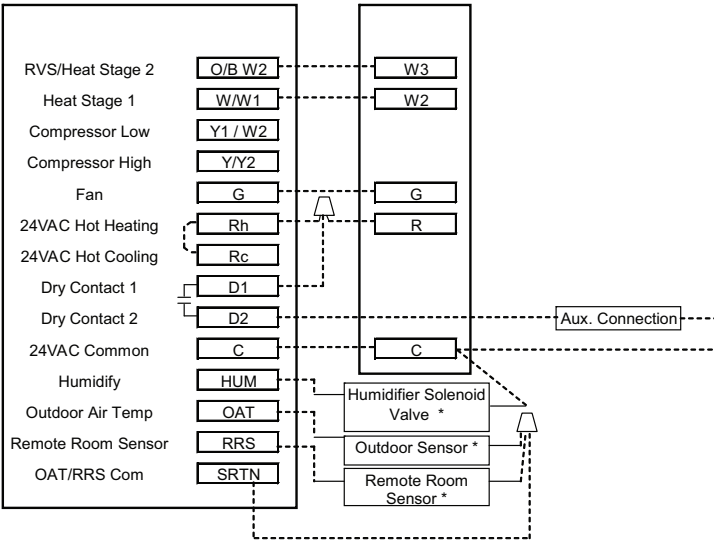 RVS/Heat Stage 2 O/B W2 W3
Heat Stage 1 W/W1 W2
Compressor Low Y1 / W2
Compressor High Y/Y2
Fan G G
24VAC Hot Heating Rh R
24VAC Hot Cooling Rc
Dry Contact 1 D1
Dry Contact 2 D2 Aux. Connection
24VAC Common C C
Humidify HUM
Humidifier Solenoid
Valve *
Outdoor Air Temp OAT
Remote Room Sensor RRS
Outdoor Sensor *
OAT/RRS Com SRTN
Remote Room
Sensor *